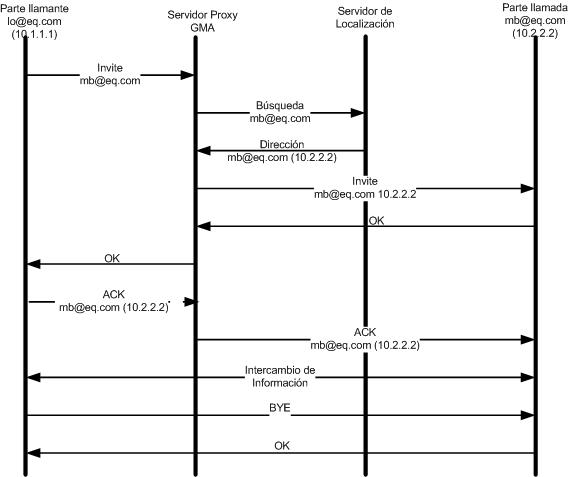 Parte llamante
lo@eq.com
(10.1.1.1)
Servidor Proxy
GMA
Servidor de
Localización
Parte llamada
mb@eq.com
(10.2.2.2)
Invite
mb@eq.com
Búsqueda
mb@eq.com
Dirección
mb@eq.com (10.2.2.2)
Invite
mb@eq.com 10.2.2.2
OK
OK
ACK
mb@eq.com (10.2.2.2)
ACK
mb@eq.com (10.2.2.2)
Intercambio de
Información
BYE
OK